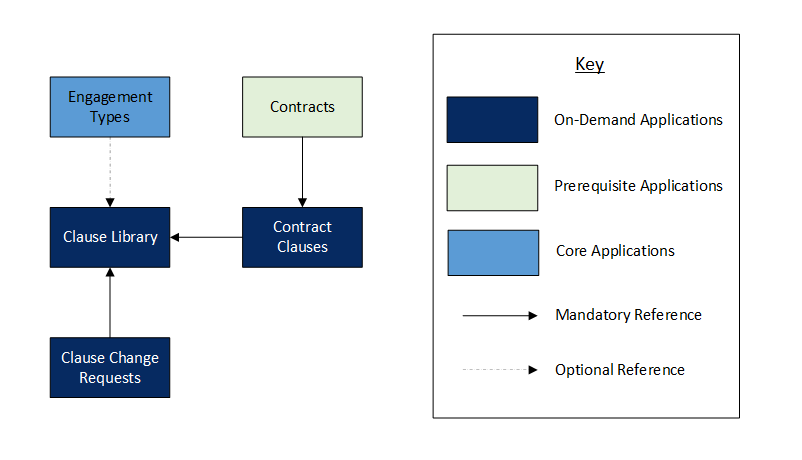 Engagement
Types
Contracts
Clause Library
Contract
Clauses
Clause Change
Requests
Key
On-Demand Applications
Prerequisite Applications
Core Applications
Mandatory Reference
Optional Reference